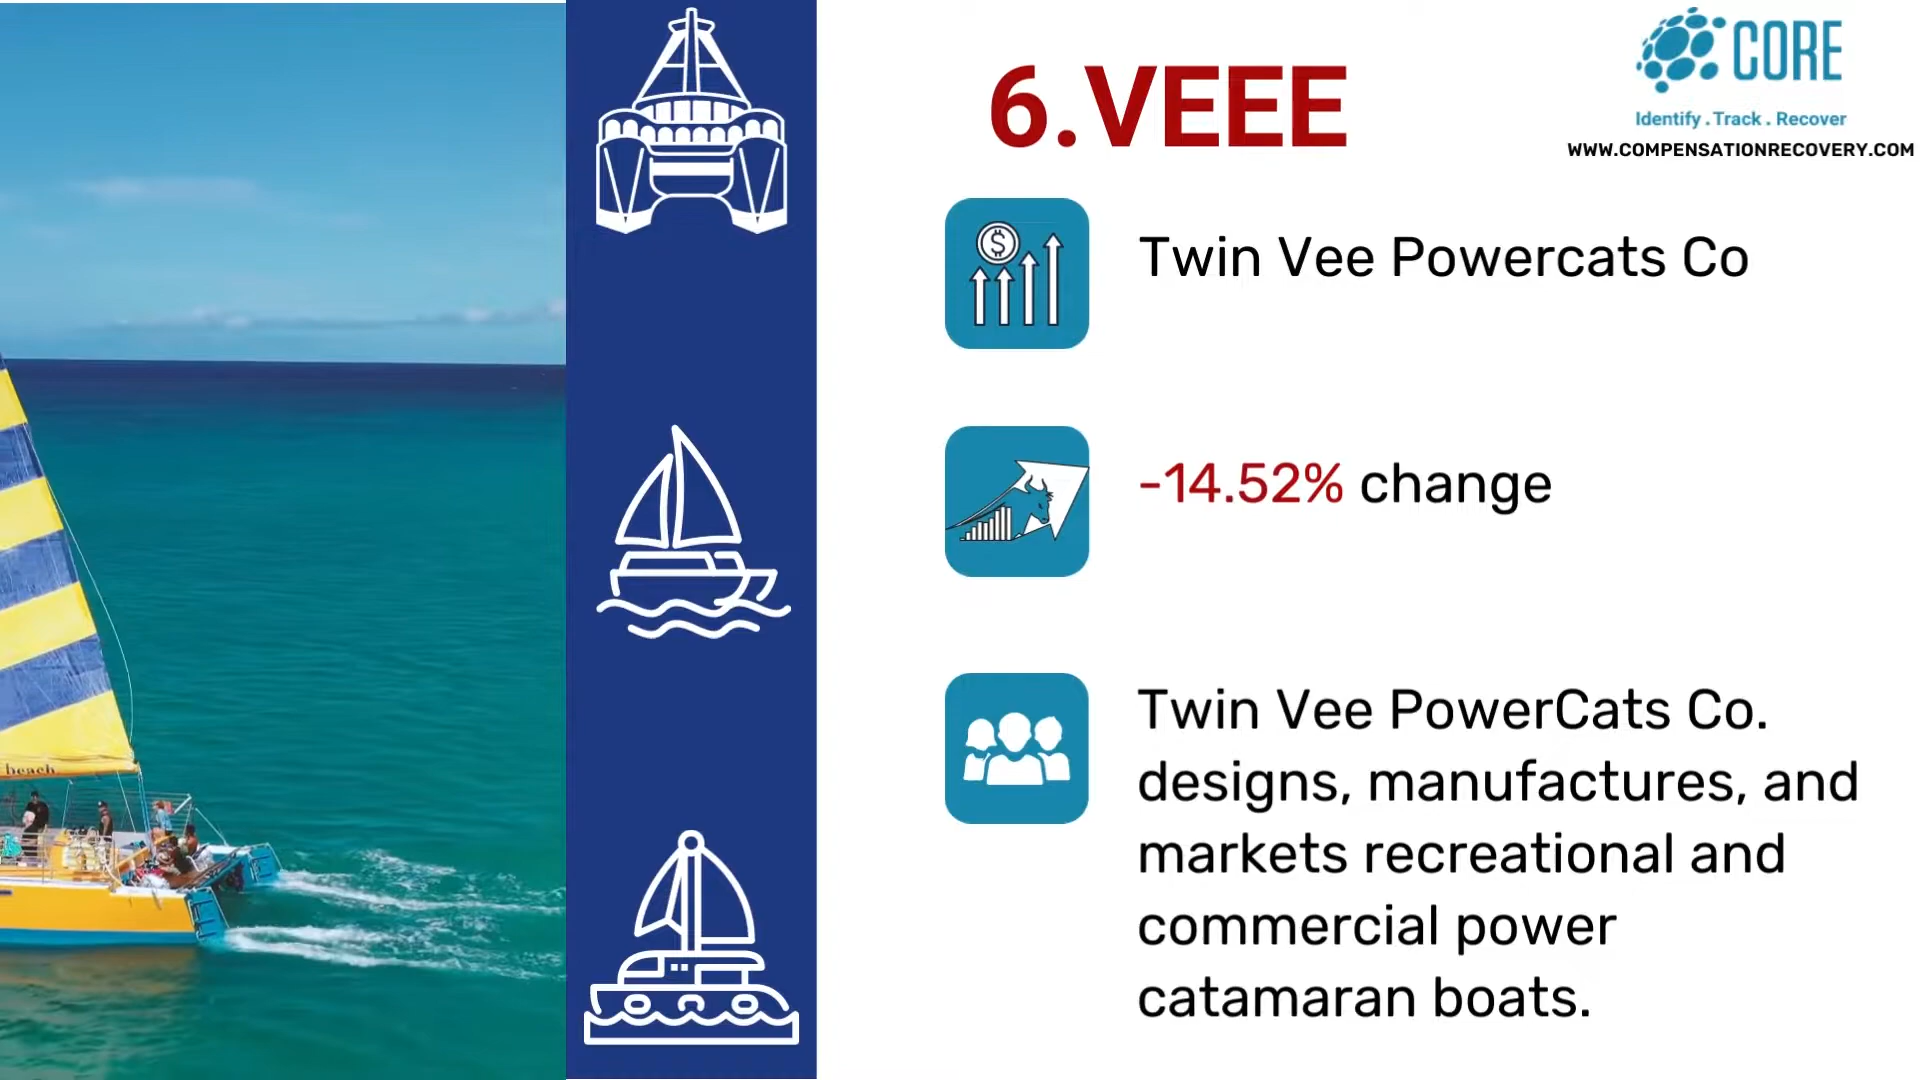 6.VEEE
CORE
Identify . Track . Recover
WWW.COMPENSATIONRECOVERY.COM
Twin Vee Powercats Co
$
-14.52% change
Twin Vee PowerCats Co.
designs, manufactures, and
markets recreational and
commercial power
catamaran boats.
beach